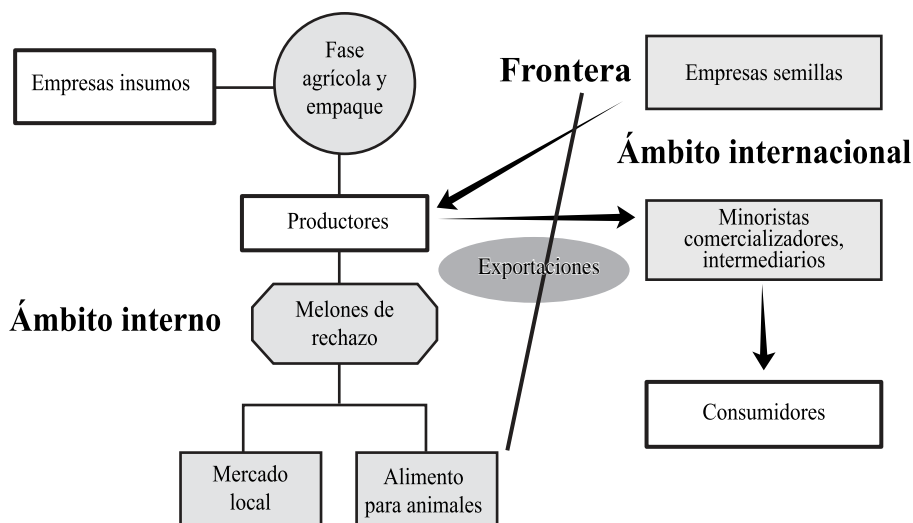 Fase
agrícola y
empaque
Empresas insumos
Frontera
Empresas semillas
Ámbito internacional
Productores
Minoristas
comercializadores,
intermediarios
Exportaciones
Ámbito interno
Melones de
rechazo
Consumidores
Mercado
local
Alimento
para animales